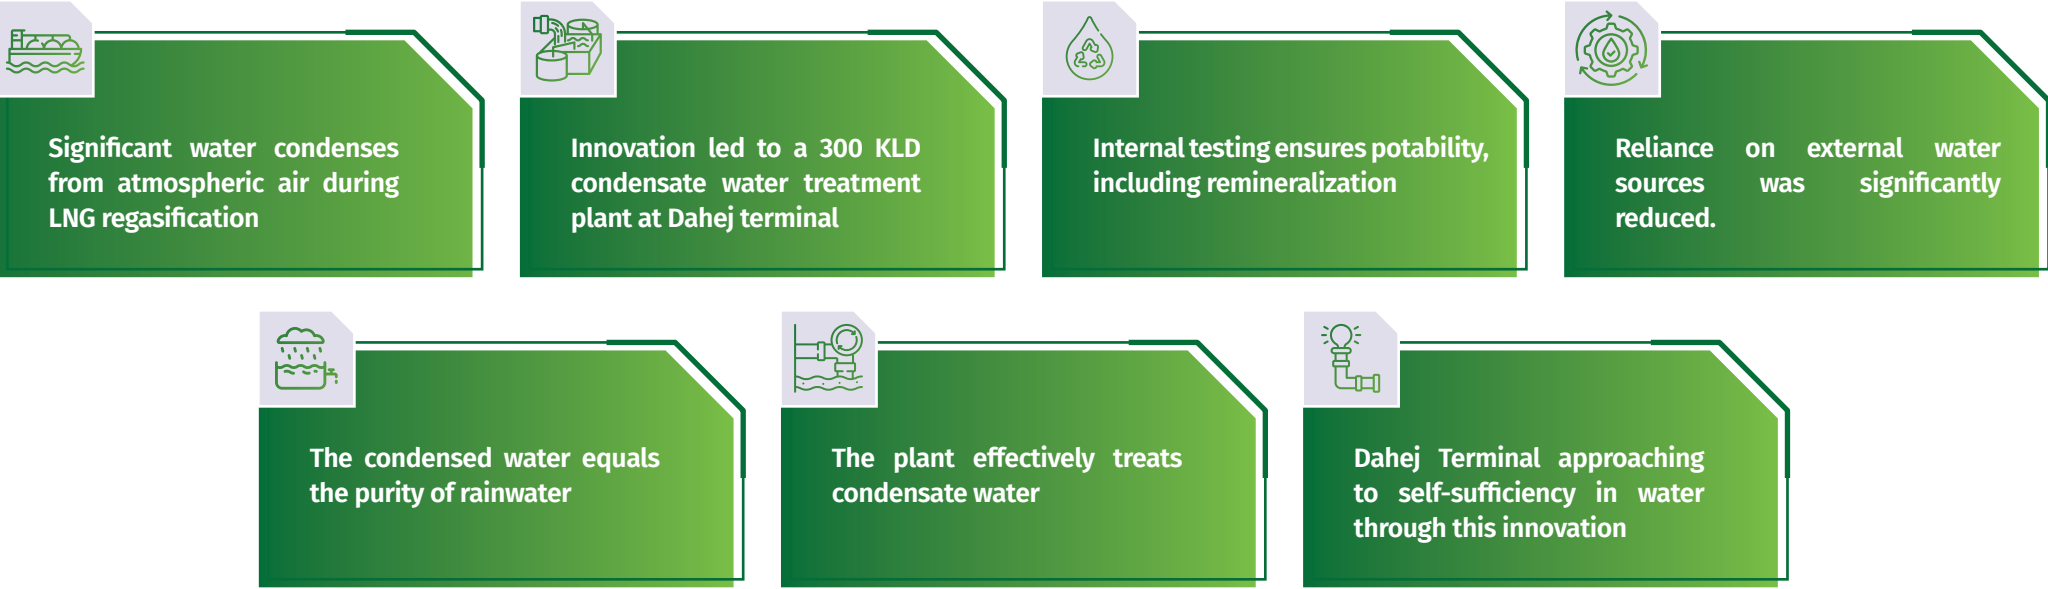 Significant water condenses
from atmospheric air during
LNG regasification
Innovation led to a 300 KLD
condensate water treatment
plant at Dahej terminal
Internal testing ensures potability,
including remineralization
Reliance on external water
sources was significantly
reduced.
The condensed water equals
the purity of rainwater
The plant effectively treats
condensate water
Dahej Terminal approaching
to self-sufficiency in water
through this innovation